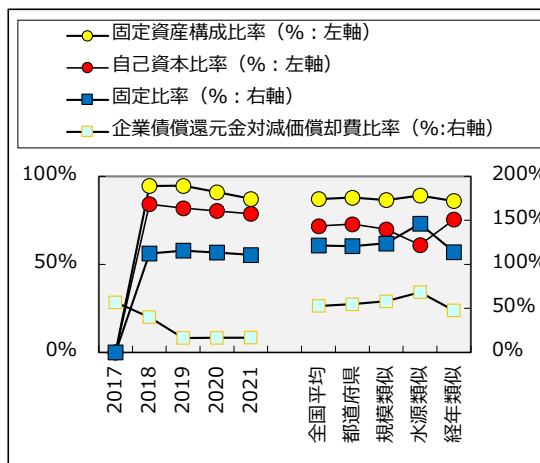 固定資産構成比率（%：左軸）
自己資本比率（%：左軸）
固定比率（%：右軸）
企業債償還元金対減価償却費比率（%:右軸）
100%
50%
0%
200%
150%
100%
50%
0%
2017
2018
2019
2020
2021
全国平均
都道府県
規模類似
水源類似
経年類似